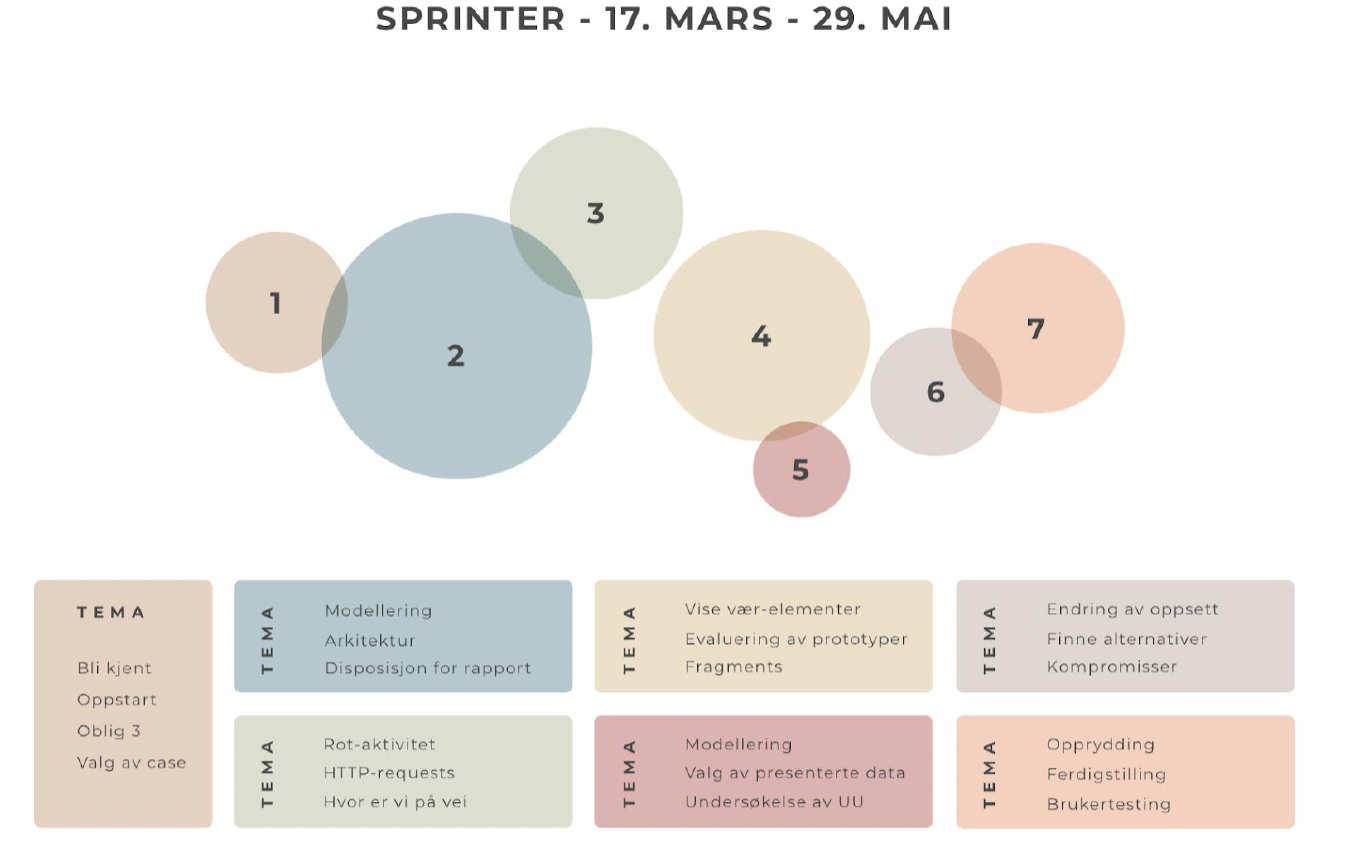 SPRINTER - 17. MARS - 29. MAI
1
2
3
4
5
6
7
TEMA
Bli kjent
Oppstart
Oblig 3
Valg av case
TEMA
Modellering
Arkitektur
Disposisjon for rapport
TEMA
Rot-aktivitet
HTTP-requests
Hvor er vi på vei
TEMA
Vise vær-elementer
Evaluering av prototyper
Fragments
TEMA
Modellering
Valg av presenterte data
Undersøkelse av UU
TEMA
Endring av oppsett
Finne alternativer
Kompromisser
TEMA
Opprydding
Ferdigstilling
Brukertesting